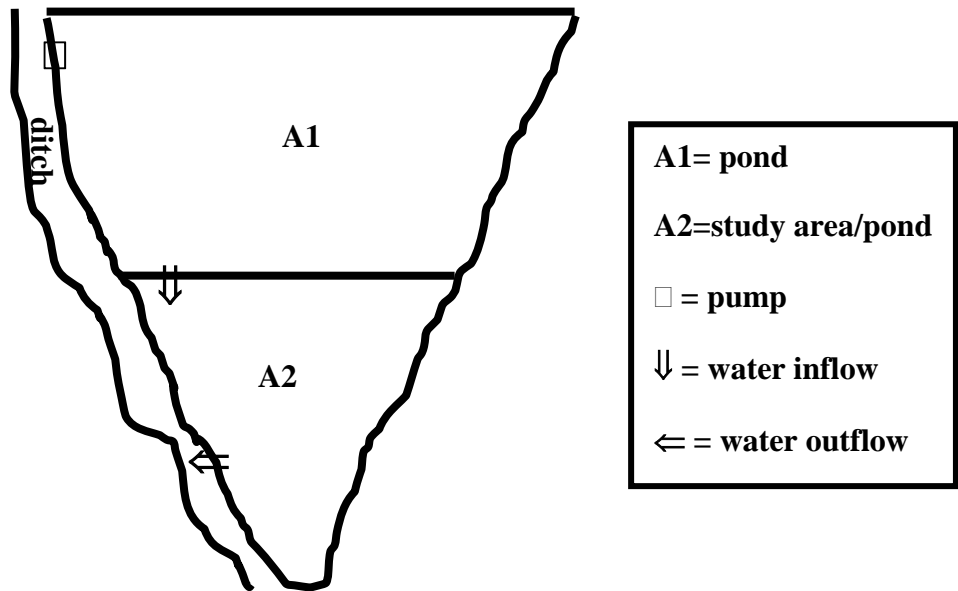 ditch
A1
A2
A1= pond
A2=study area/pond
□ = pump
⇓ = water inflow
⇐ = water outflow